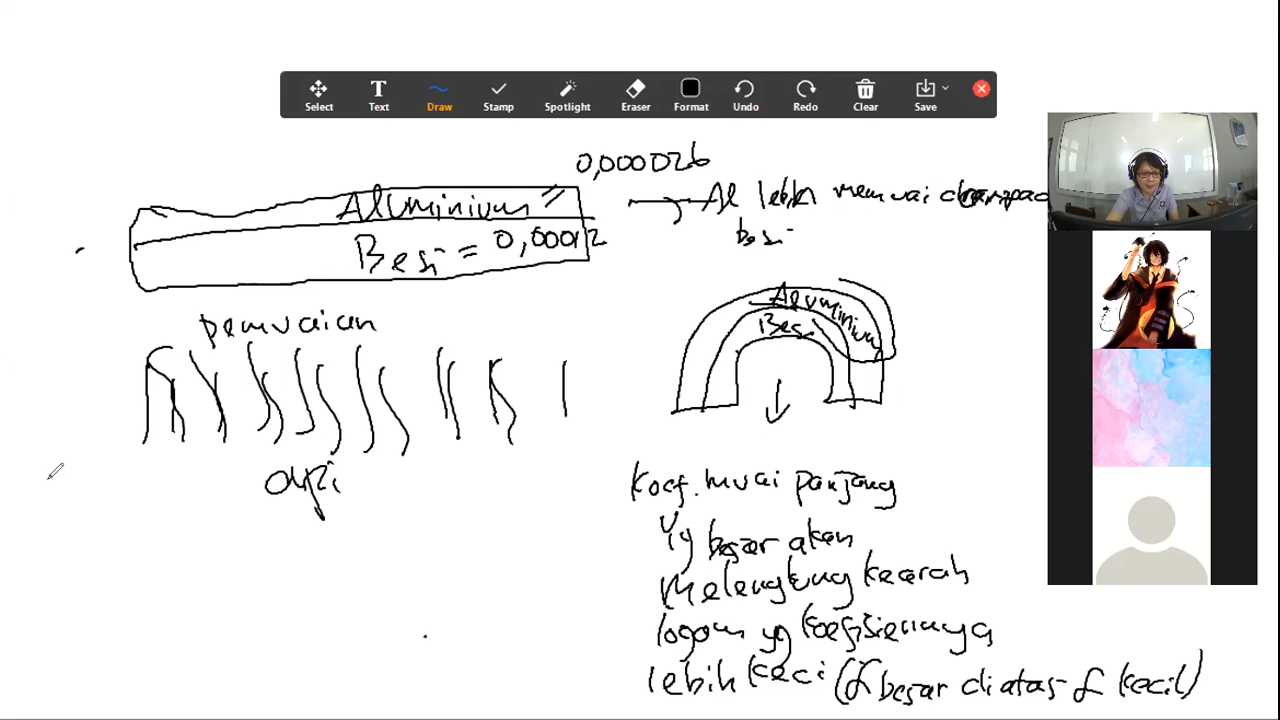 Select Text Draw Stamp Spotlight Eraser Format Undo Redo Clear Save
0,000026
Aluminium
Besi = 0,00012
Al lebih memuai daripada
besi
pemuaian
Aluminium
Besi
api
Koef. muai panjang
Yg besar akan
Melengkung kearah
logam yg koefisiennya
lebih keci (α besar diatas α kecil)